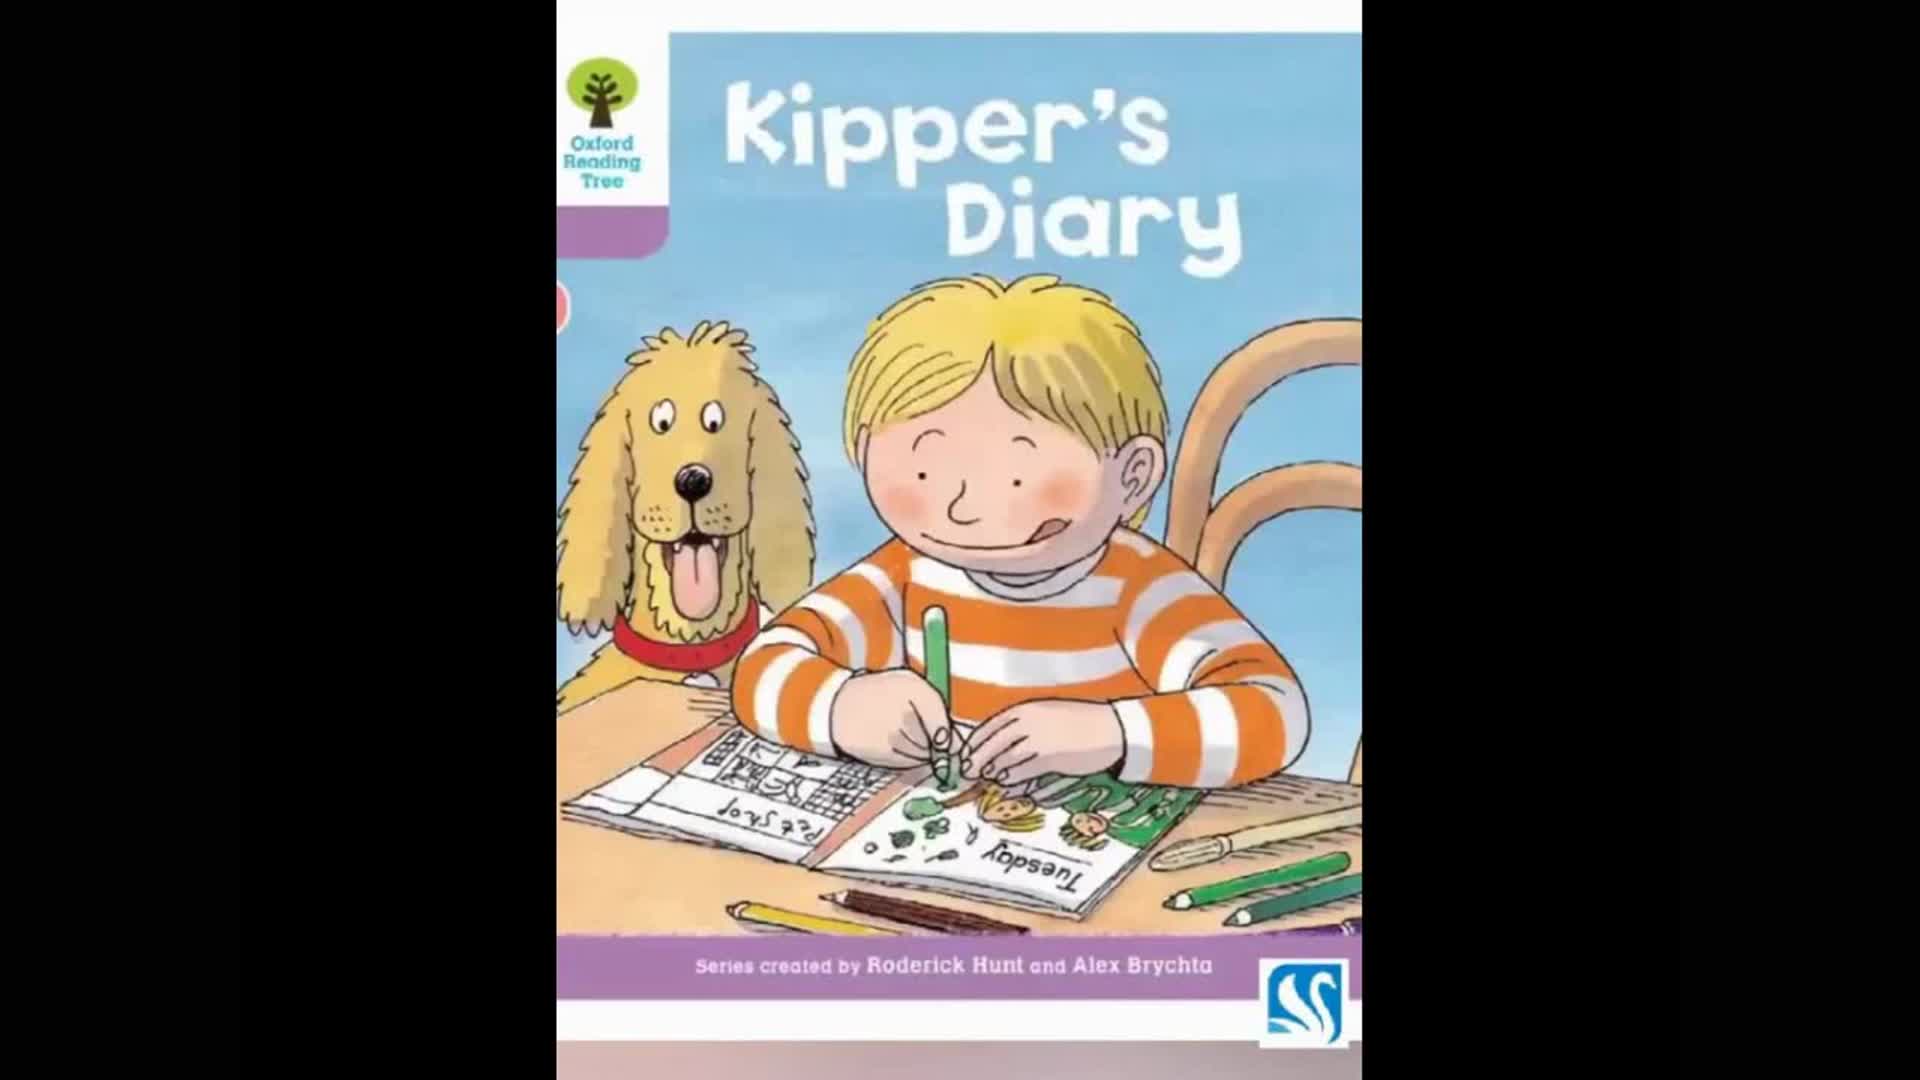 Oxford
Reading
Tree
Kipper's
Diary
Pet shop
Tuesday
Series created by Roderick Hunt and Alex Brychta